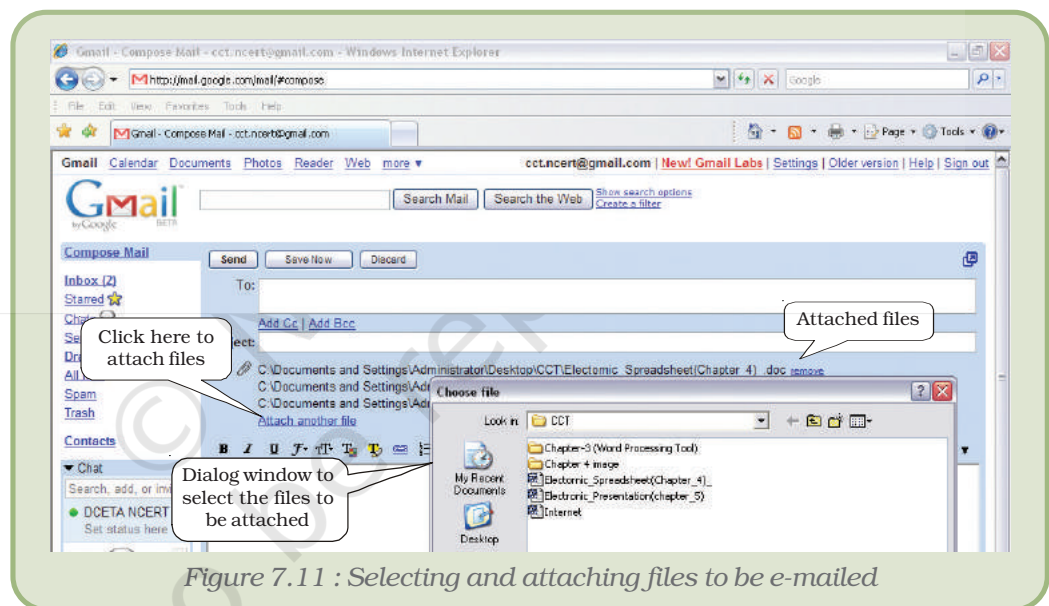 Gmail - Compose Mail - cct.ncert@gmail.com - Windows Internet Explorer
http://mail.google.com/mail/#compose
Google
File Edit View Favorites Tools Help
Gmail - Compose Mail - cct.ncert@gmail.com
Page Tools
Gmail Calendar Documents Photos Reader Web more
cct.ncert@gmail.com | New! Gmail Labs | Settings | Older version | Help | Sign out
Gmail
by Google BETA
Search Mail
Search the Web
Show search options
Create a filter
Compose Mail
Send
Save Now
Discard
Inbox (2)
To:
Starred
Add Cc | Add Bcc
Attached files
Click here to
attach files
C:\Documents and Settings\Administrator\Desktop\CCT\Electornic_Spreadsheet(Chapter_4)_.doc remove
C:\Documents and Settings\
C:\Documents and Settings\
Attach another file
Spam
Trash
Contacts
Chat
Search, add, or
DCETA NCERT
Set status here
B I U
Dialog window to
select the files to
be attached
Choose file
Look in: CCT
My Recent
Documents
Desktop
Chapter-3 (Word Processing Tool)
Chapter 4 image
Electornic_Spreadsheet(Chapter_4)_
Electronic_Presentation(chapter_5)
Internet
Figure 7.11 : Selecting and attaching files to be e-mailed